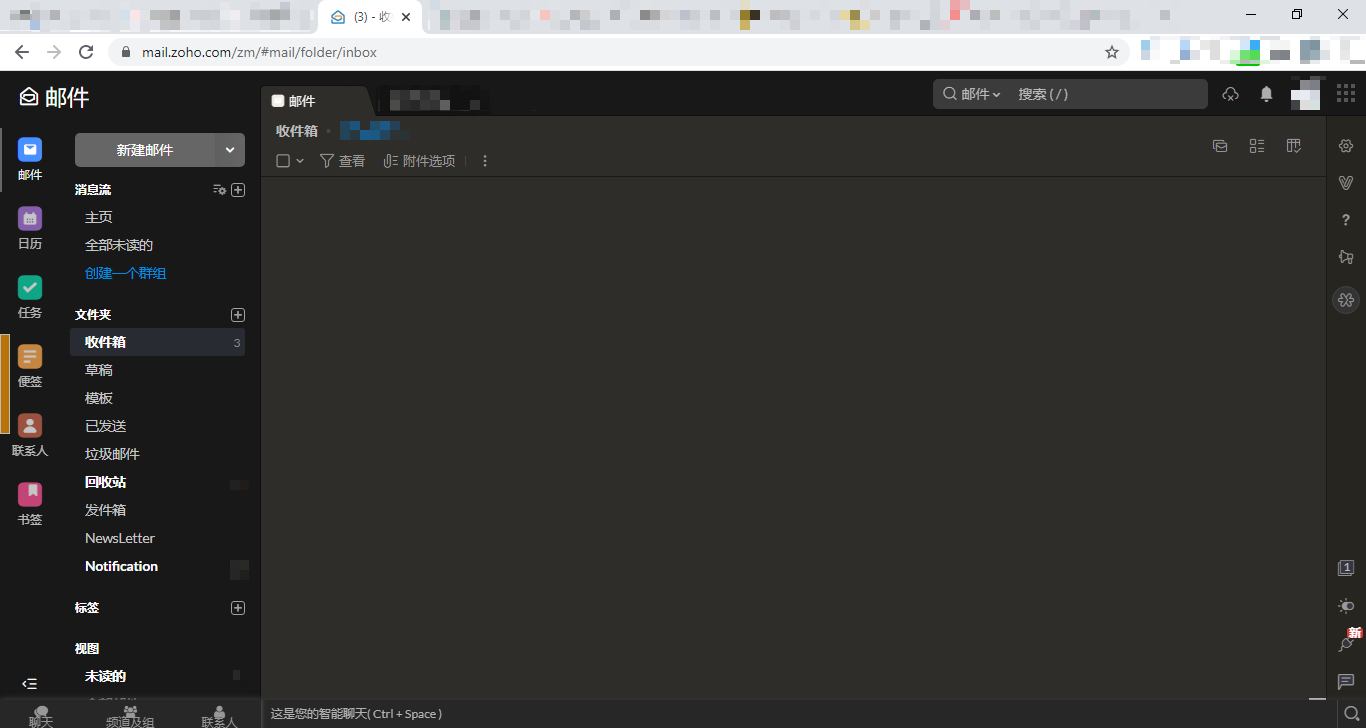 (3) - 收
mail.zoho.com/zm/#mail/folder/inbox
邮件
邮件
邮件
搜索 ( / )
邮件
日历
任务
便签
联系人
书签
新建邮件
消息流
主页
全部未读的
创建一个群组
文件夹
收件箱
3
草稿
模板
已发送
垃圾邮件
回收站
发件箱
NewsLetter
Notification
标签
视图
未读的
收件箱
查看
附件选项
1
新
聊天
频道及组
联系人
这是您的智能聊天( Ctrl + Space )